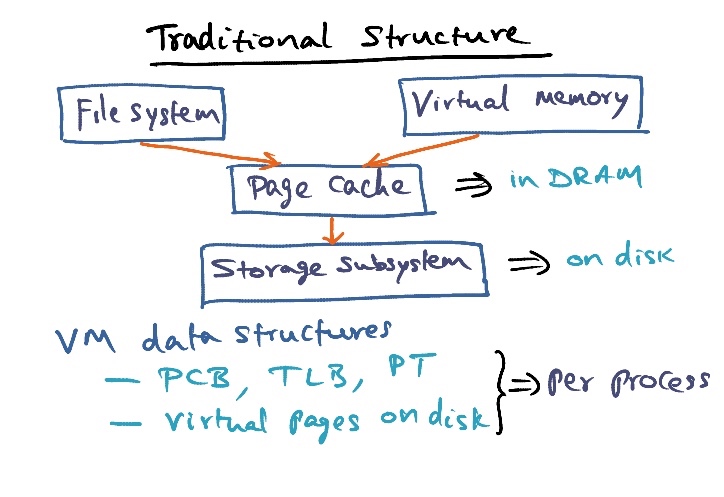 Traditional Structure
File system
Virtual memory
Page Cache ⇒ in DRAM
Storage subsystem ⇒ on disk
VM data structures
— PCB, TLB, PT
— Virtual pages on disk
} ⇒ Per process